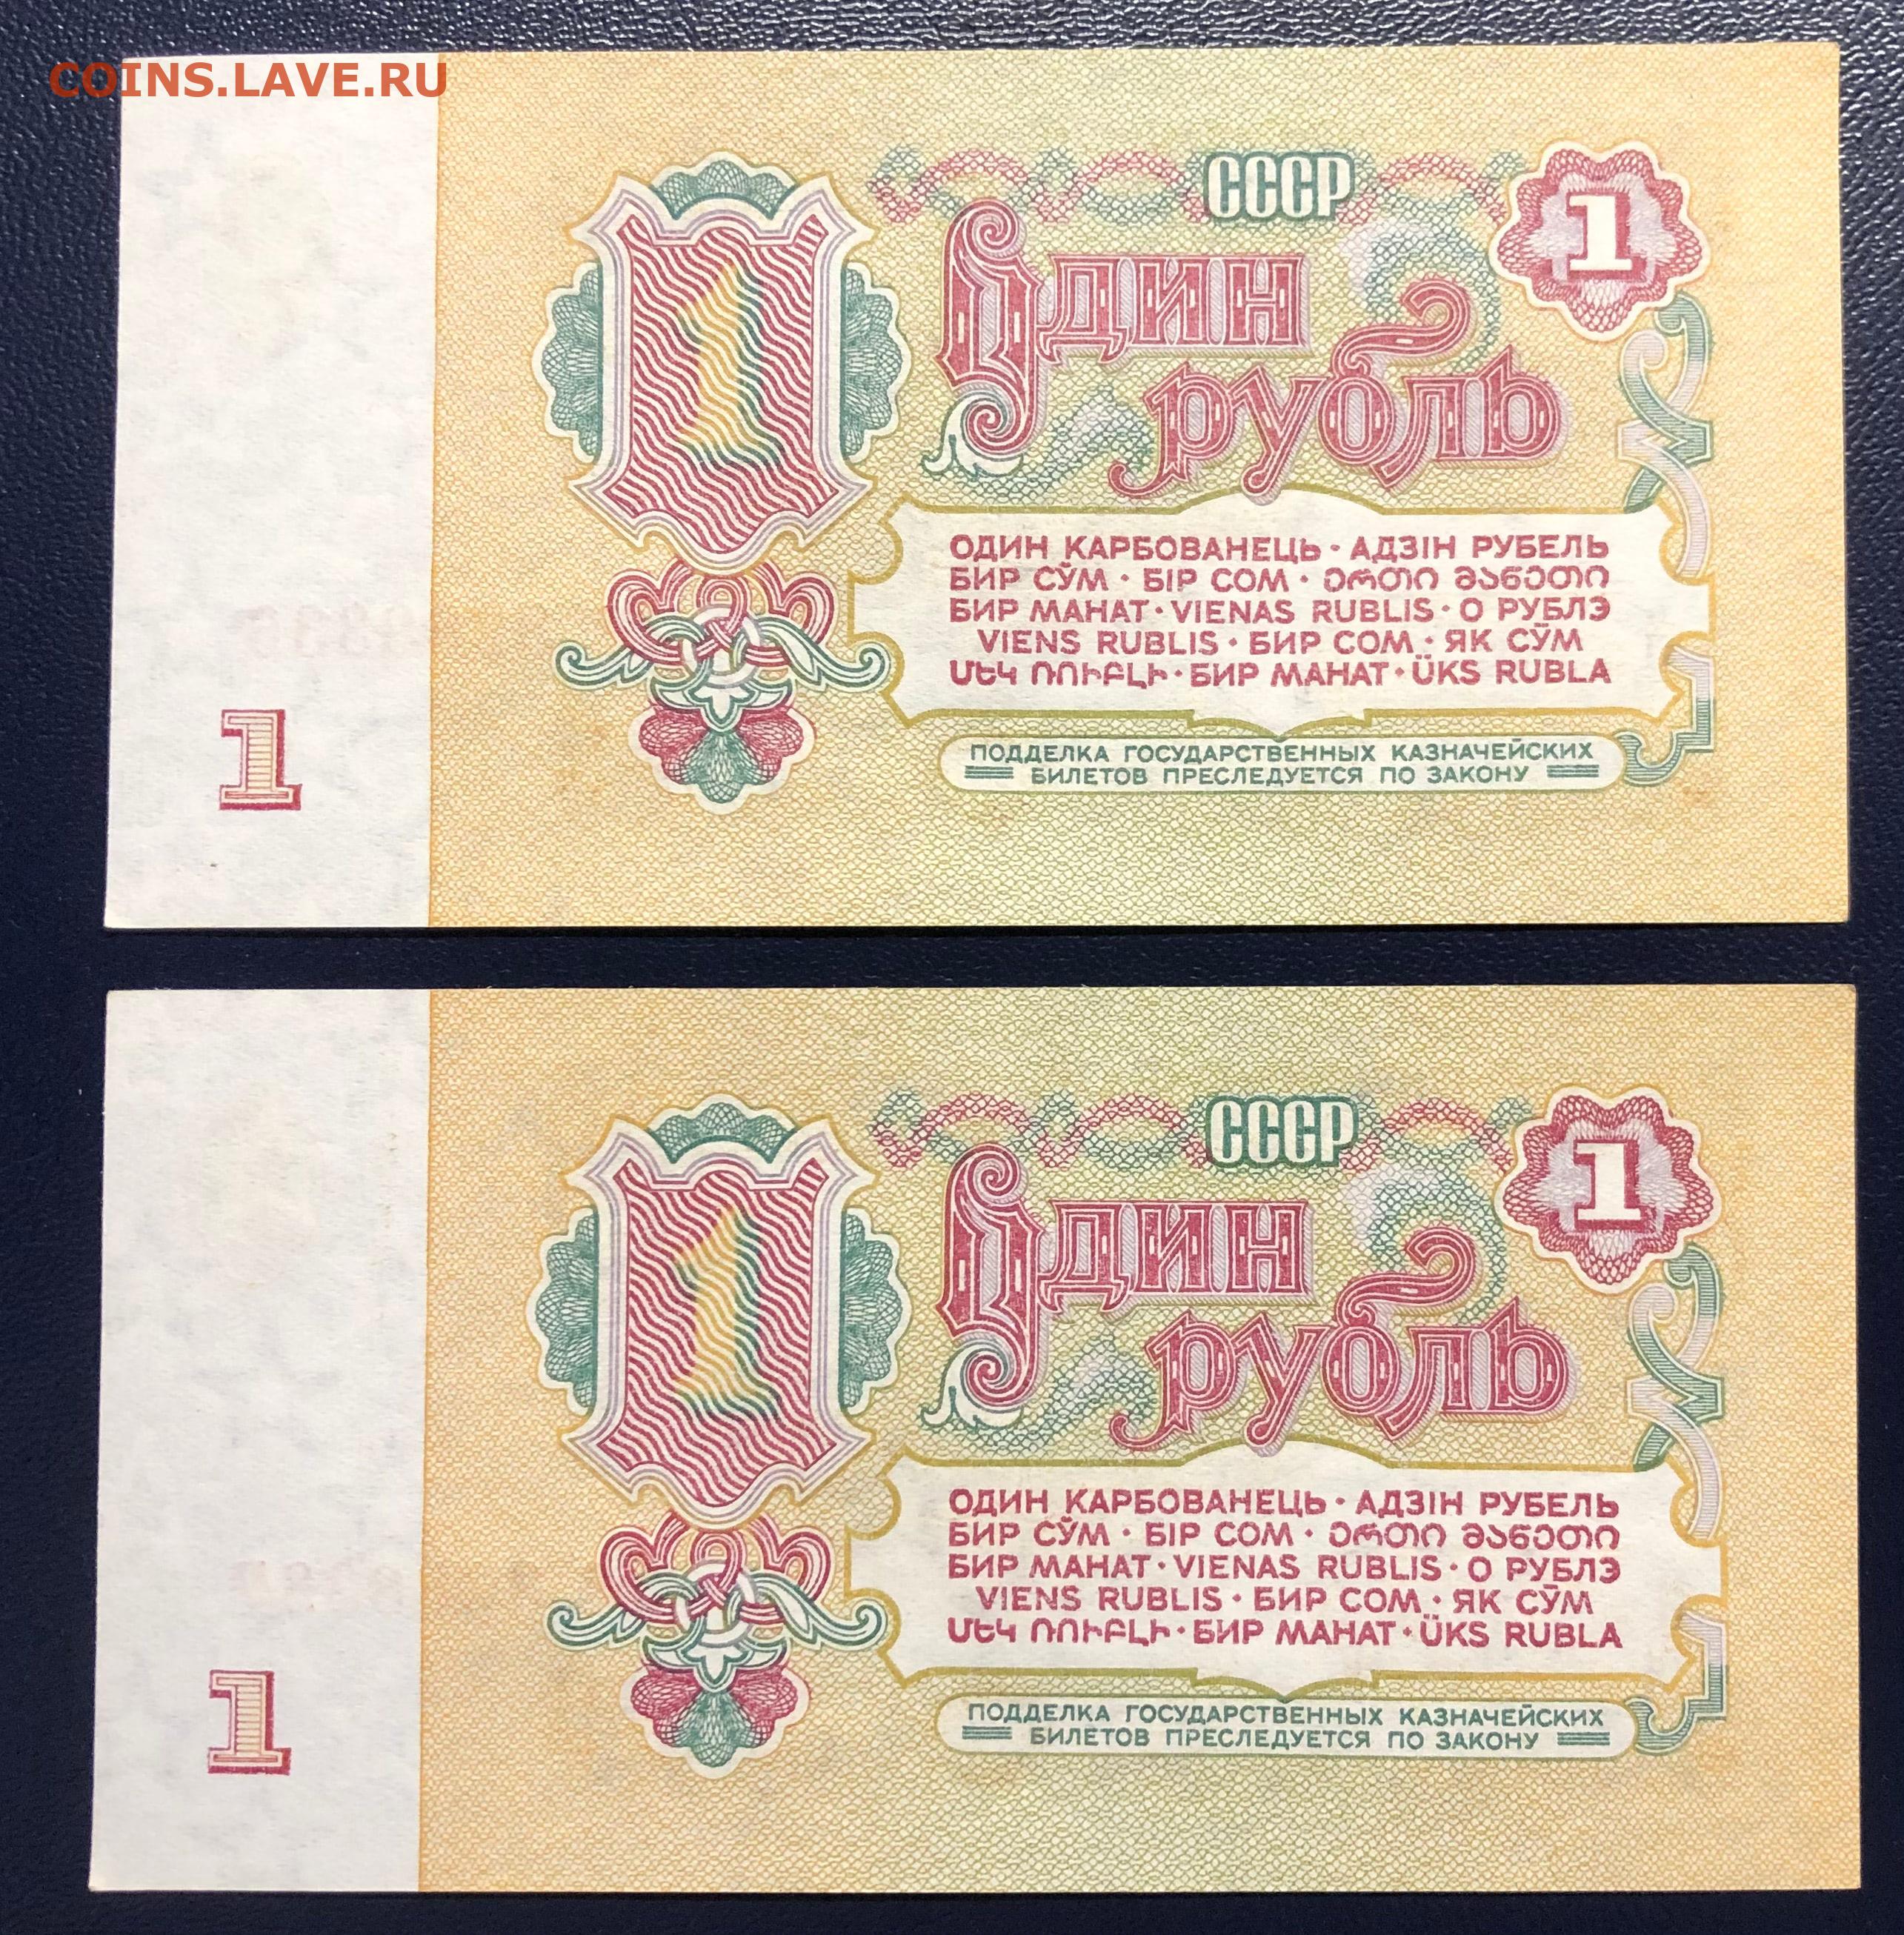 COINS.LAVE.RU
СССР
1
1
Один
рубль
ОДИН КАРБОВАНЕЦЬ · АДЗІН РУБЕЛЬ
БИР СЎМ · БІР СОМ · ᲔᲠᲗᲘ ᲛᲐᲜᲔᲗᲘ
БИР МАНАТ · VIENAS RUBLIS · О РУБЛЭ
VIENS RUBLIS · БИР СОМ · ЯК СӮМ
ՄԵԿ ՌՈՒԲԼԻ · БИР МАНАТ · ÜKS RUBLA
ПОДДЕЛКА ГОСУДАРСТВЕННЫХ КАЗНАЧЕЙСКИХ
БИЛЕТОВ ПРЕСЛЕДУЕТСЯ ПО ЗАКОНУ
1
СССР
1
1
Один
рубль
ОДИН КАРБОВАНЕЦЬ · АДЗІН РУБЕЛЬ
БИР СЎМ · БІР СОМ · ᲔᲠᲗᲘ ᲛᲐᲜᲔᲗᲘ
БИР МАНАТ · VIENAS RUBLIS · О РУБЛЭ
VIENS RUBLIS · БИР СОМ · ЯК СӮМ
ՄԵԿ ՌՈՒԲԼԻ · БИР МАНАТ · ÜKS RUBLA
ПОДДЕЛКА ГОСУДАРСТВЕННЫХ КАЗНАЧЕЙСКИХ
БИЛЕТОВ ПРЕСЛЕДУЕТСЯ ПО ЗАКОНУ
1